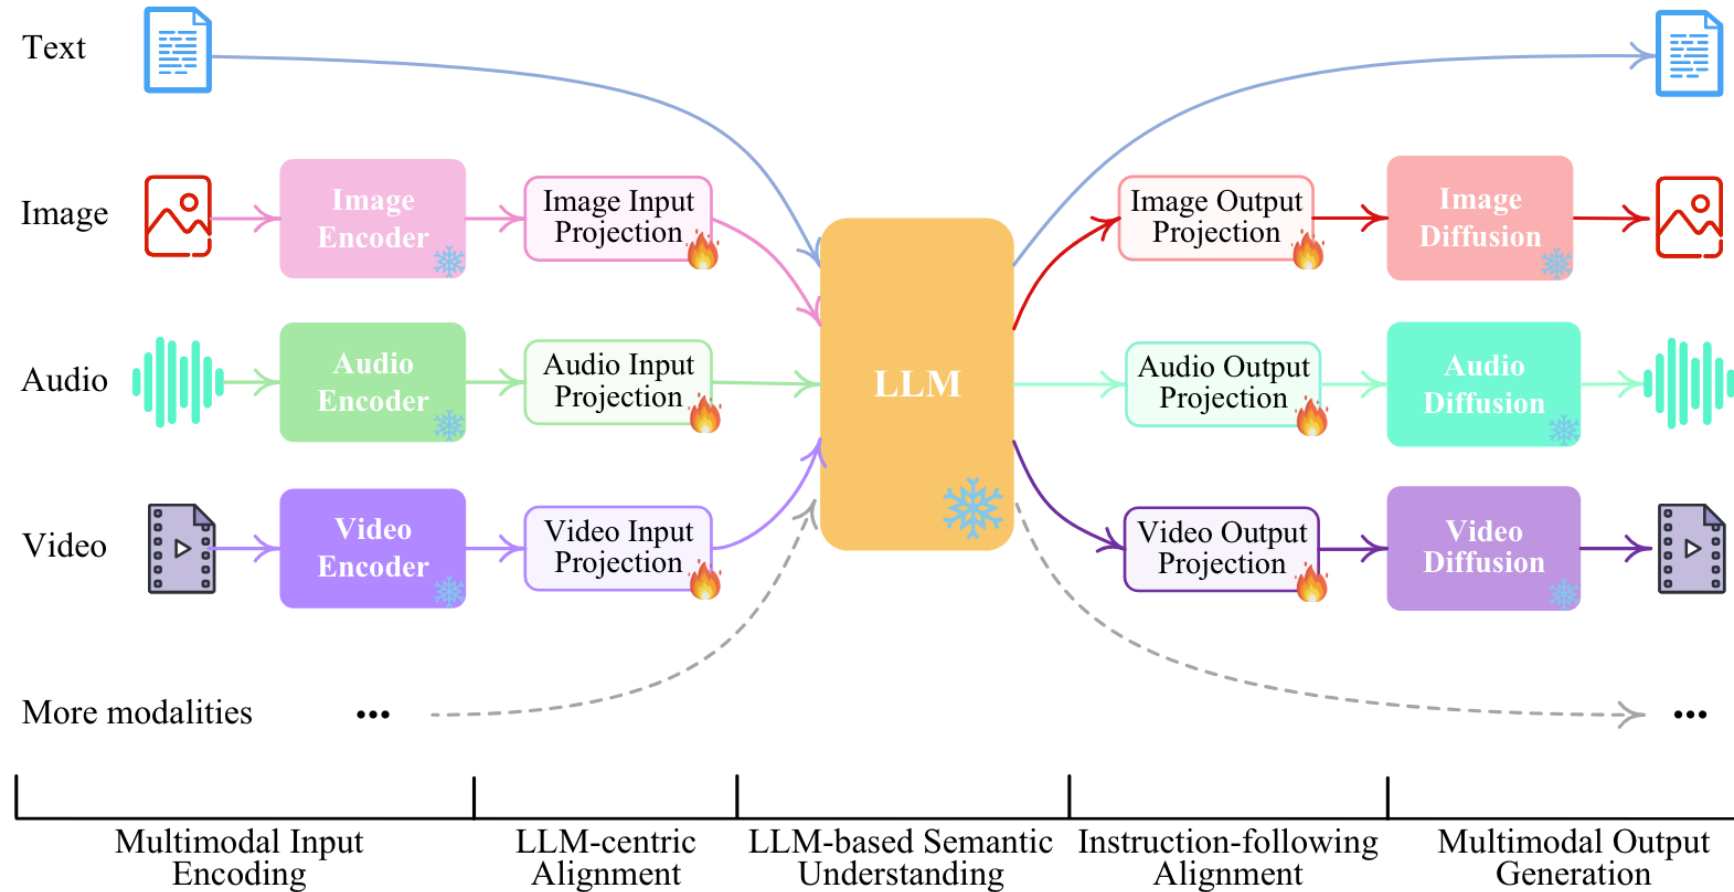 Text
Image
Image
Encoder
Image Input
Projection
Image Output
Projection
Image
Diffusion
Audio
Audio
Encoder
Audio Input
Projection
LLM
Audio Output
Projection
Audio
Diffusion
Video
Video
Encoder
Video Input
Projection
Video Output
Projection
Video
Diffusion
More modalities
...
...
Multimodal Input
Encoding
LLM-centric
Alignment
LLM-based Semantic
Understanding
Instruction-following
Alignment
Multimodal Output
Generation